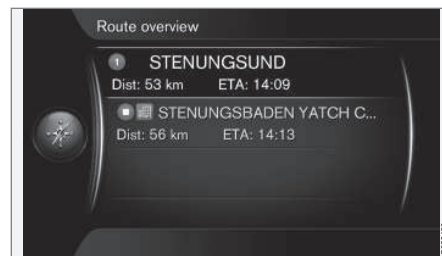 Route overview
1 STENUNGSUND
Dist: 53 km ETA: 14:09
STENUNGSBADEN YATCH C...
Dist: 56 km ETA: 14:13